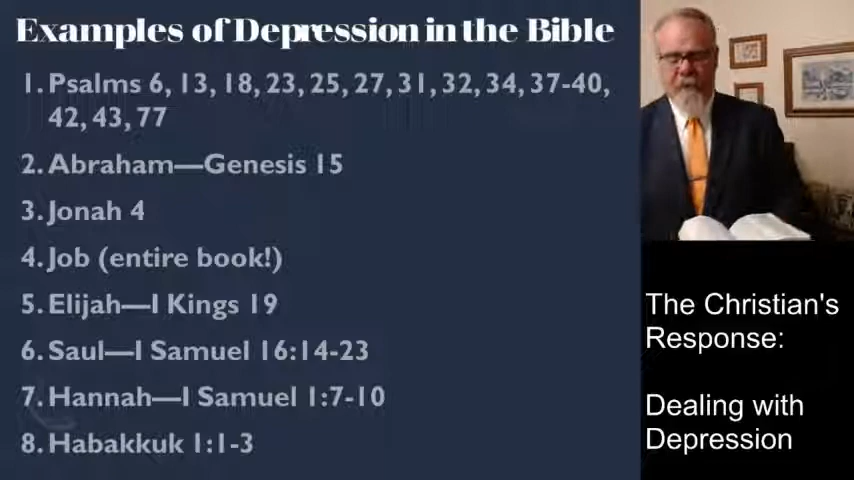 Examples of Depression in the Bible
1. Psalms 6, 13, 18, 23, 25, 27, 31, 32, 34, 37-40,
42, 43, 77
2. Abraham—Genesis 15
3. Jonah 4
4. Job (entire book!)
5. Elijah—I Kings 19
6. Saul—I Samuel 16:14-23
7. Hannah—I Samuel 1:7-10
8. Habakkuk 1:1-3
The Christian's
Response:
Dealing with
Depression